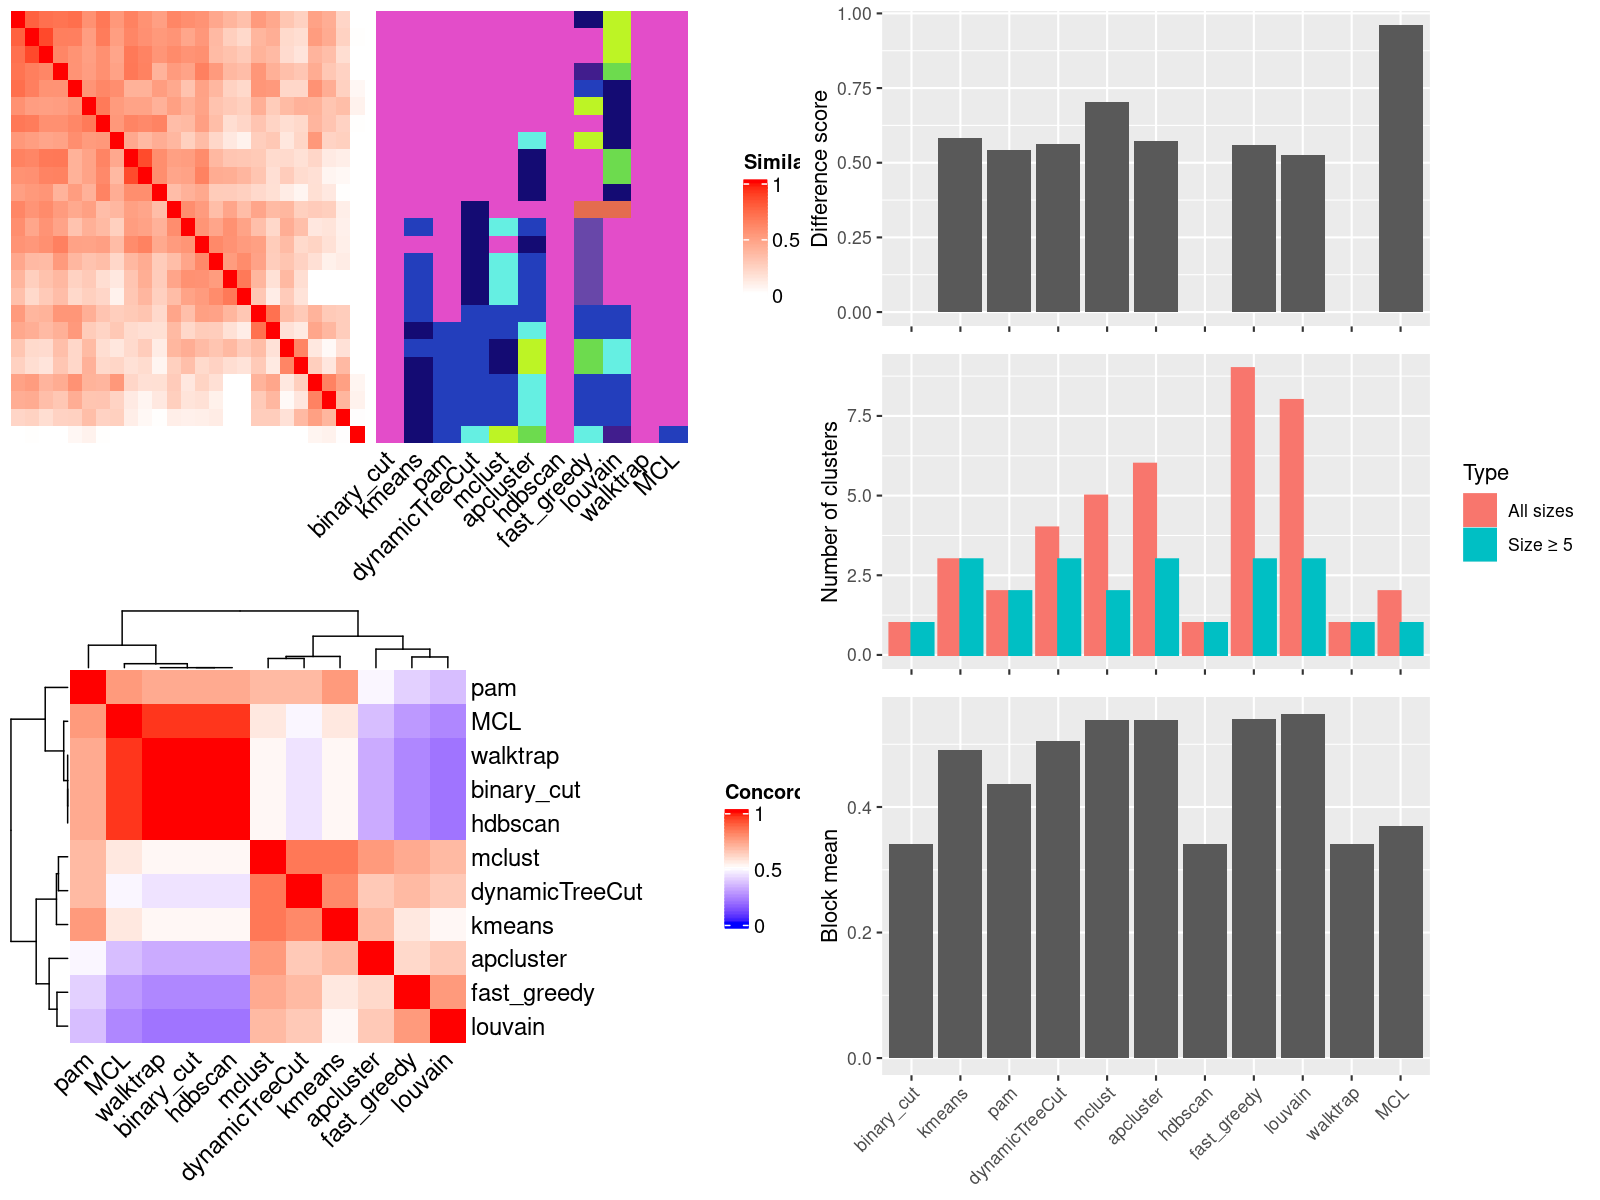 Simila
1
0.5
0
binary_cut
kmeans
pam
dynamicTreeCut
mclust
apcluster
hdbscan
fast_greedy
louvain
walktrap
MCL
pam
MCL
walktrap
binary_cut
hdbscan
mclust
dynamicTreeCut
kmeans
apcluster
fast_greedy
louvain
pam
MCL
walktrap
binary_cut
hdbscan
mclust
dynamicTreeCut
kmeans
apcluster
fast_greedy
louvain
Concord
1
0.5
0
Difference score
1.00
0.75
0.50
0.25
0.00
Number of clusters
7.5
5.0
2.5
0.0
Type
All sizes
Size ≥ 5
Block mean
0.4
0.2
0.0
binary_cut
kmeans
pam
dynamicTreeCut
mclust
apcluster
hdbscan
fast_greedy
louvain
walktrap
MCL